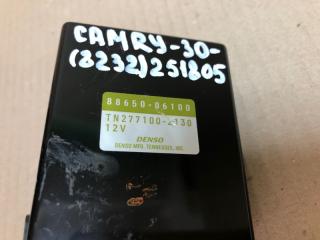 CAMRY-30-
(8232)251805
88650-06100
TN277100-2130
12V
DENSO
DENSO MFG. TENNESSEE, INC.